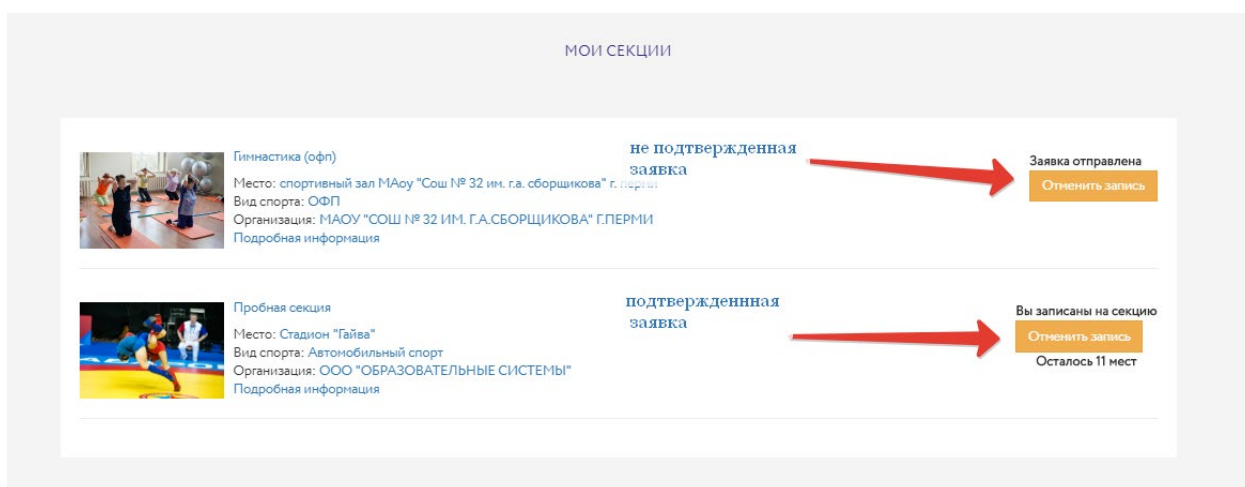 МОИ СЕКЦИИ
Гимнастика (офп)
не подтвержденная
заявка
Заявка отправлена
Отменить запись
Место: спортивный зал МАоу "Сош № 32 им. г.а. сборщикова" г. перми
Вид спорта: ОФП
Организация: МАОУ "СОШ № 32 ИМ. Г.А.СБОРЩИКОВА" Г.ПЕРМИ
Подробная информация
Пробная секция
подтвержденнная
заявка
Вы записаны на секцию
Отменить запись
Осталось 11 мест
Место: Стадион "Гайва"
Вид спорта: Автомобильный спорт
Организация: ООО "ОБРАЗОВАТЕЛЬНЫЕ СИСТЕМЫ"
Подробная информация